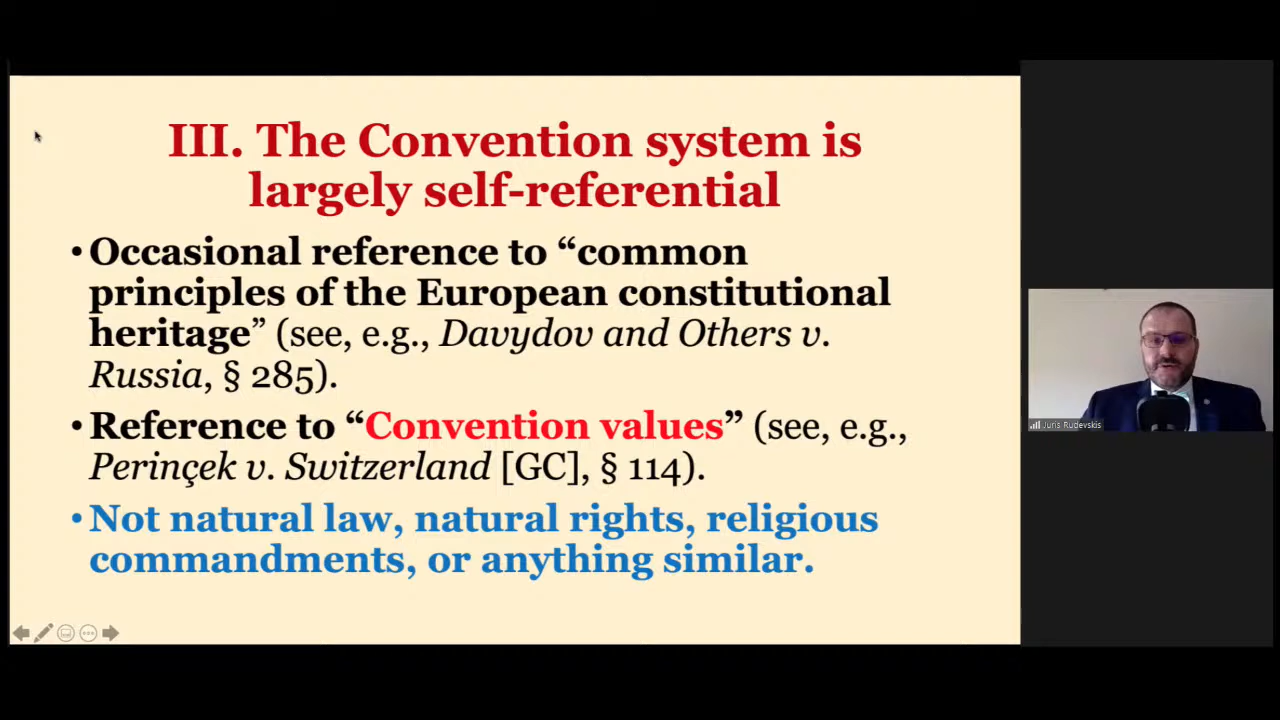 III. The Convention system is
largely self-referential
• Occasional reference to “common
principles of the European constitutional
heritage” (see, e.g., Davydov and Others v.
Russia, § 285).
• Reference to “Convention values” (see, e.g.,
Perinçek v. Switzerland [GC], § 114).
• Not natural law, natural rights, religious
commandments, or anything similar.
Juris Rudevskis